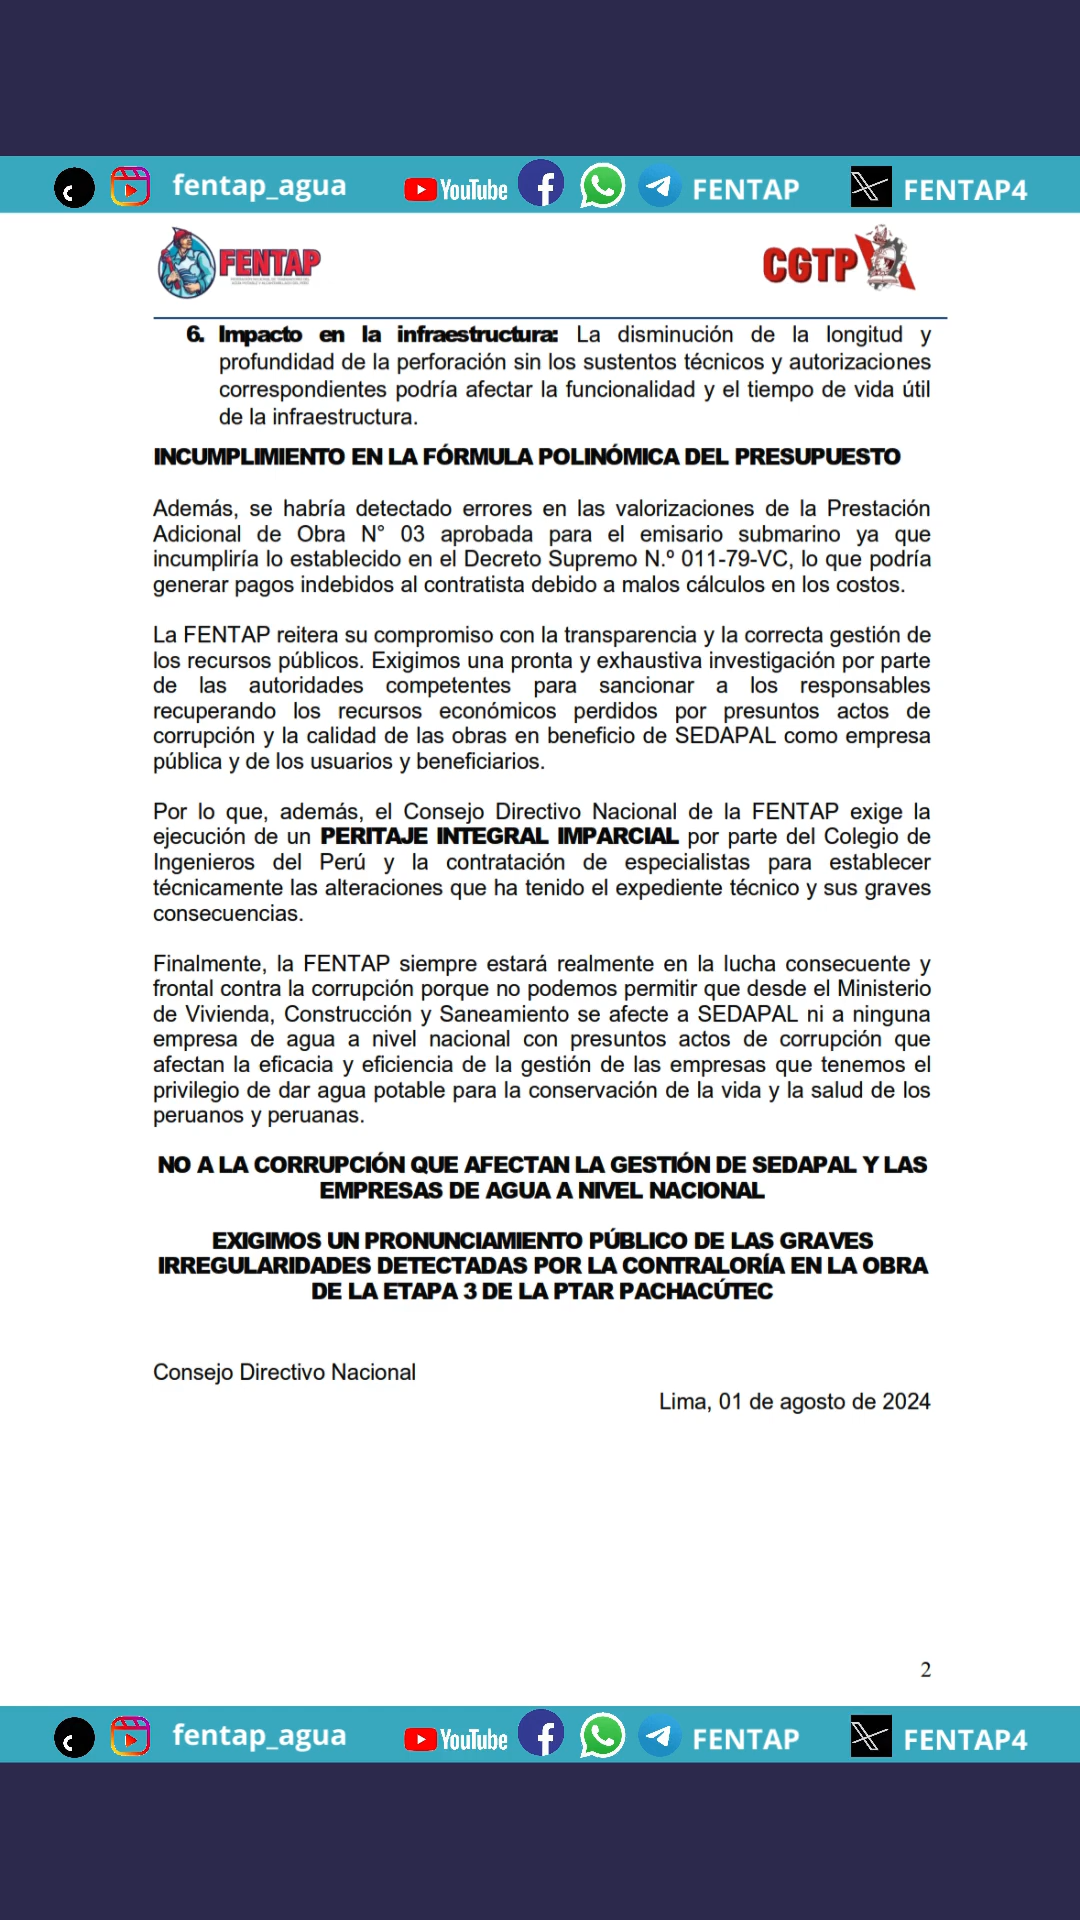 fentap_agua YouTube FENTAP FENTAP4
FENTAP CGTP
6. Impacto en la infraestructura: La disminución de la longitud y
profundidad de la perforación sin los sustentos técnicos y autorizaciones
correspondientes podría afectar la funcionalidad y el tiempo de vida útil
de la infraestructura.
INCUMPLIMIENTO EN LA FÓRMULA POLINÓMICA DEL PRESUPUESTO
Además, se habría detectado errores en las valorizaciones de la Prestación
Adicional de Obra N° 03 aprobada para el emisario submarino ya que
incumpliría lo establecido en el Decreto Supremo N.º 011-79-VC, lo que podría
generar pagos indebidos al contratista debido a malos cálculos en los costos.
La FENTAP reitera su compromiso con la transparencia y la correcta gestión de
los recursos públicos. Exigimos una pronta y exhaustiva investigación por parte
de las autoridades competentes para sancionar a los responsables
recuperando los recursos económicos perdidos por presuntos actos de
corrupción y la calidad de las obras en beneficio de SEDAPAL como empresa
pública y de los usuarios y beneficiarios.
Por lo que, además, el Consejo Directivo Nacional de la FENTAP exige la
ejecución de un PERITAJE INTEGRAL IMPARCIAL por parte del Colegio de
Ingenieros del Perú y la contratación de especialistas para establecer
técnicamente las alteraciones que ha tenido el expediente técnico y sus graves
consecuencias.
Finalmente, la FENTAP siempre estará realmente en la lucha consecuente y
frontal contra la corrupción porque no podemos permitir que desde el Ministerio
de Vivienda, Construcción y Saneamiento se afecte a SEDAPAL ni a ninguna
empresa de agua a nivel nacional con presuntos actos de corrupción que
afectan la eficacia y eficiencia de la gestión de las empresas que tenemos el
privilegio de dar agua potable para la conservación de la vida y la salud de los
peruanos y peruanas.
NO A LA CORRUPCIÓN QUE AFECTAN LA GESTIÓN DE SEDAPAL Y LAS
EMPRESAS DE AGUA A NIVEL NACIONAL
EXIGIMOS UN PRONUNCIAMIENTO PÚBLICO DE LAS GRAVES
IRREGULARIDADES DETECTADAS POR LA CONTRALORÍA EN LA OBRA
DE LA ETAPA 3 DE LA PTAR PACHACÚTEC
Consejo Directivo Nacional
Lima, 01 de agosto de 2024
2
fentap_agua YouTube FENTAP FENTAP4